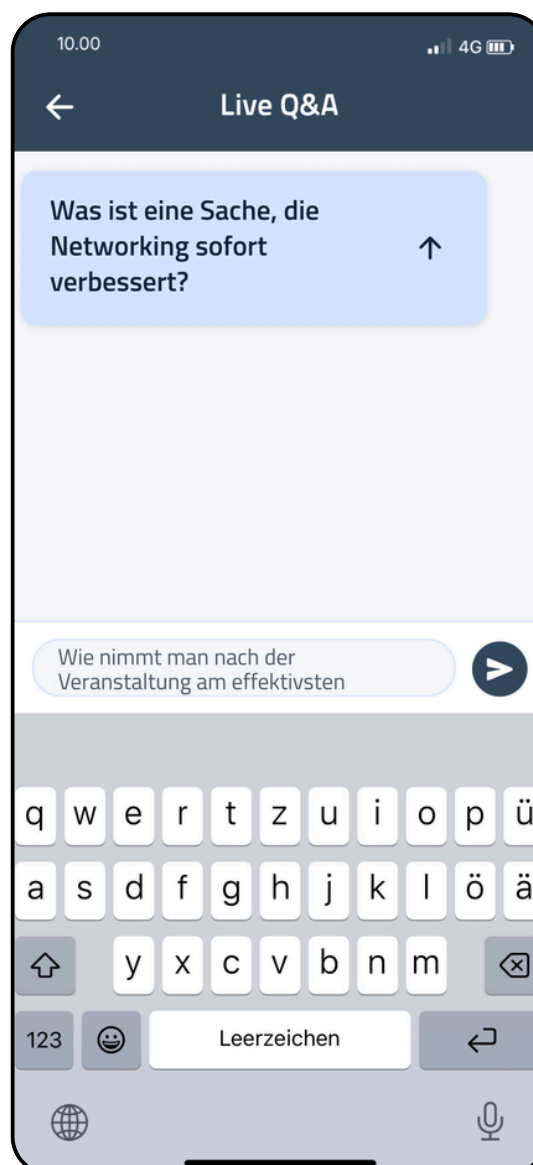 10.00
4G
Live Q&A
Was ist eine Sache, die
Networking sofort
verbessert?
Wie nimmt man nach der
Veranstaltung am effektivsten
q w e r t z u i o p ü
a s d f g h j k l ö ä
y x c v b n m
123 Leerzeichen